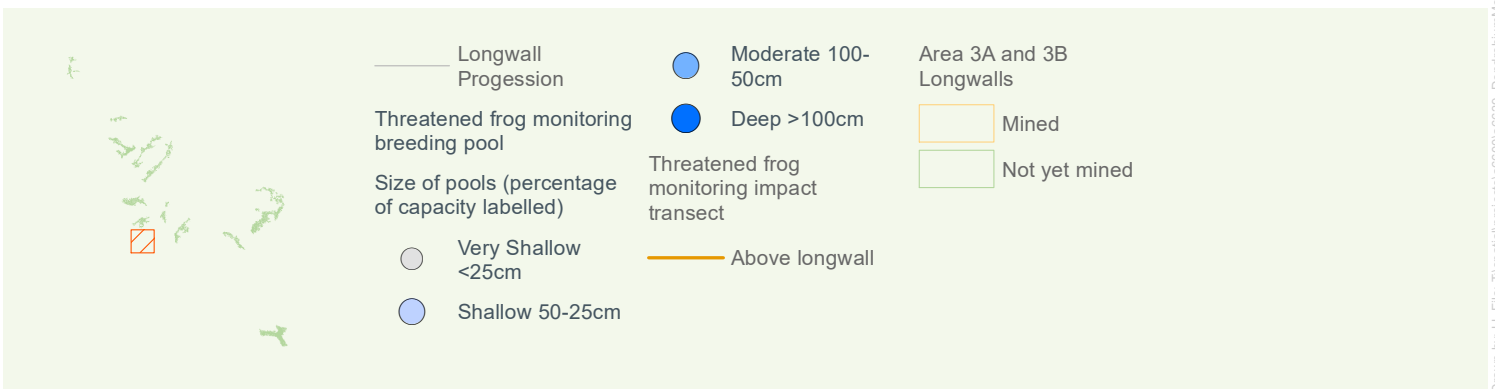 Longwall
Progession
Threatened frog monitoring
breeding pool
Size of pools (percentage
of capacity labelled)
Very Shallow
<25cm
Shallow 50-25cm
Moderate 100-
50cm
Deep >100cm
Threatened frog
monitoring impact
transect
Above longwall
Area 3A and 3B
Longwalls
Mined
Not yet mined